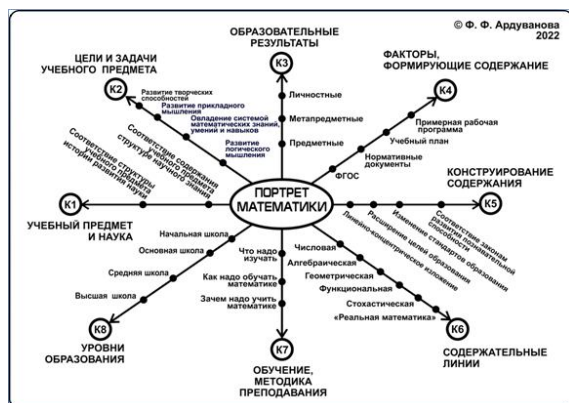 © Ф. Ф. Ардуванова
2022
ОБРАЗОВАТЕЛЬНЫЕ
РЕЗУЛЬТАТЫ
К3
Личностные
Метапредметные
Предметные
ЦЕЛИ И ЗАДАЧИ
УЧЕБНОГО ПРЕДМЕТА
К2
Развитие творческих
способностей
Развитие прикладного
мышления
Овладение системой
математических знаний,
умений и навыков
Развитие
логического
мышления
ФАКТОРЫ,
ФОРМИРУЮЩИЕ СОДЕРЖАНИЕ
К4
Примерная рабочая
программа
Учебный план
Нормативные
документы
ФГОС
Соответствие структуры
учебного предмета
истории развития науки
Соответствие содержания
учебного предмета
структуре научного знания
К1
УЧЕБНЫЙ ПРЕДМЕТ
И НАУКА
ПОРТРЕТ
МАТЕМАТИКИ
КОНСТРУИРОВАНИЕ
СОДЕРЖАНИЯ
К5
Соответствие законам
развития познавательной
способности
Изменение стандартов образования
Расширение целей образования
Линейно-концентрическое изложение
Начальная школа
Основная школа
Средняя школа
Высшая школа
К8
УРОВНИ
ОБРАЗОВАНИЯ
Что надо
изучать
Как надо обучать
математике
Зачем надо учить
математике
К7
ОБУЧЕНИЕ,
МЕТОДИКА
ПРЕПОДАВАНИЯ
Числовая
Алгебраическая
Геометрическая
Функциональная
Стохастическая
«Реальная математика»
К6
СОДЕРЖАТЕЛЬНЫЕ
ЛИНИИ